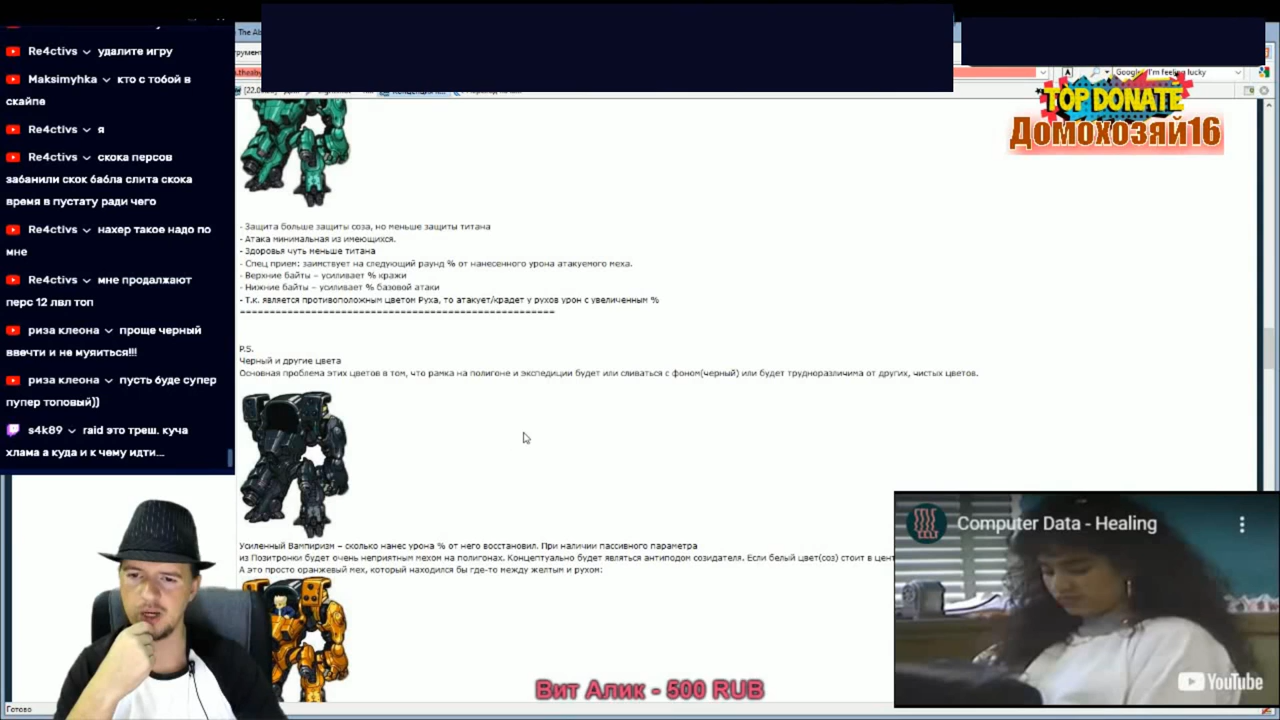 Re4ctivs удалите игру
Maksimynka кто с тобой в
скайпе
Re4ctivs я
Re4ctivs скока персов
забанили скок бабла слита скока
время в пустату ради чего
Re4ctivs нахер такое надо по
мне
Re4ctivs мне продолжают
перс 12 лвл топ
риза клеона проще черный
ввечти и не муяиться!!!
Re4ctivs пусть буде супер
пупер топовый))
s4k89 raid это треш. куча
хлама а куда и к чему идти...
The Ab
Google I'm feeling lucky
TOP DONATE
Домохозяй16
- Защита больше защиты соза, но меньше защиты титана
- Атака минимальная из имеющихся.
- Здоровья чуть меньше титана
- Спец прием: заимствует на следующий раунд % от нанесенного урона атакуемого меха.
- Верхние байты – усиливает % кражи
- Нижние байты – усиливает % базовой атаки
- Т.к. является противоположным цветом Руха, то атакует/крадет у рухов урон с увеличенным %
=====================================================
P.S.
Черный и другие цвета
Основная проблема этих цветов в том, что рамка на полигоне и экспедиции будет или сливаться с фоном(черный) или будет трудноразличима от других, чистых цветов.
Усиленный Вампиризм – сколько нанес урона % от него восстановил. При наличии пассивного параметра
из Позитронки будет очень неприятным мехом на полигонах. Концептуально будет являться антиподом созидателя. Если белый цвет(соз) стоит в цент
А это просто оранжевый мех, который находился бы где-то между желтым и рухом:
Computer Data - Healing
YouTube
Вит Алик - 500 RUB
Готово